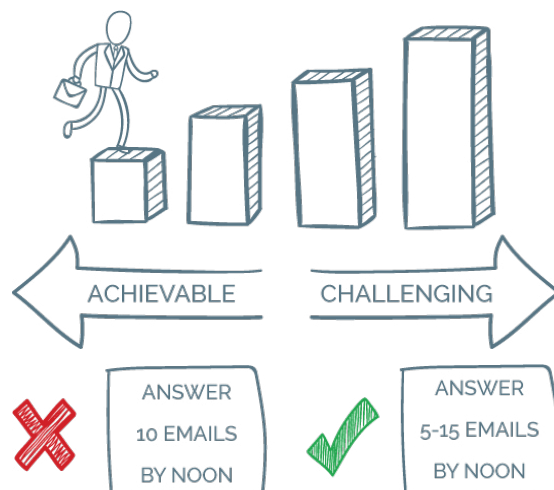 ACHIEVABLE
CHALLENGING
ANSWER
10 EMAILS
BY NOON
ANSWER
5-15 EMAILS
BY NOON